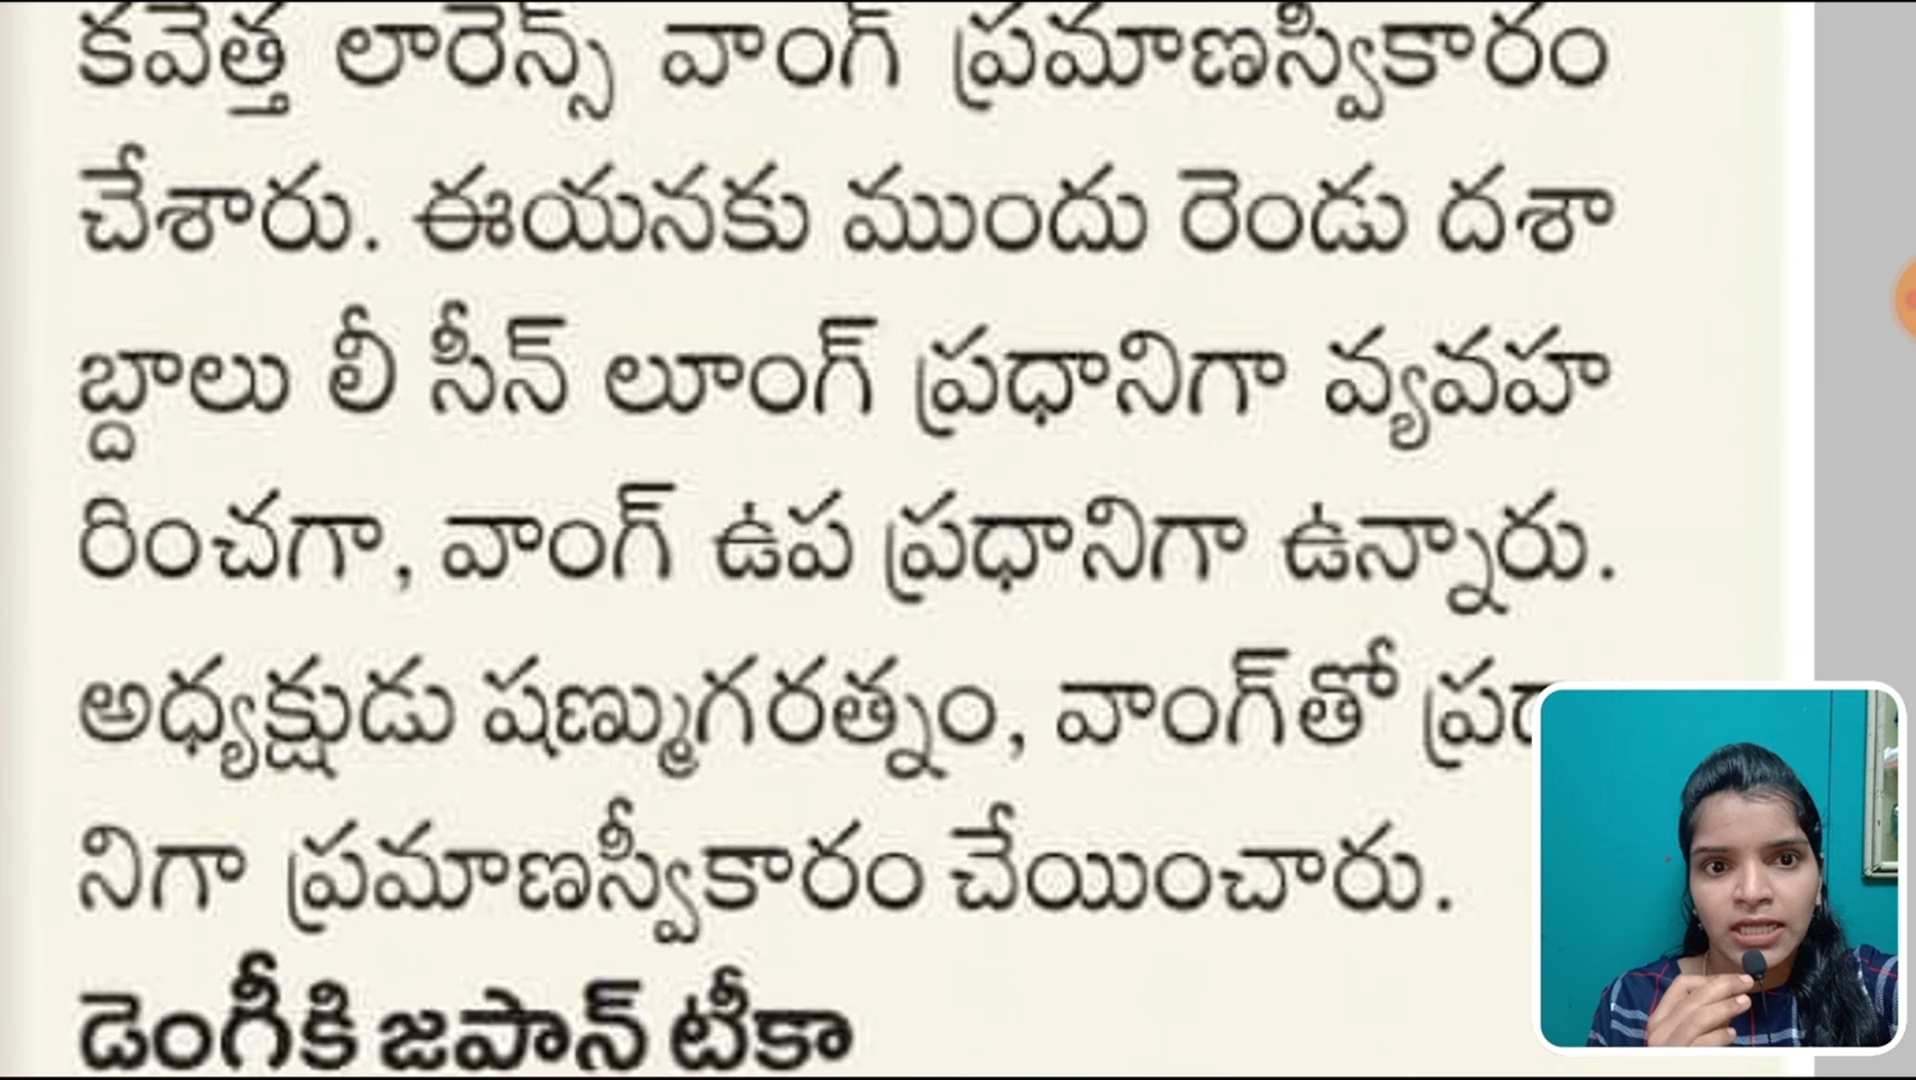 కవేత్త లారెన్స్ వాంగ్ ప్రమాణస్వీకారం
చేశారు. ఈయనకు ముందు రెండు దశా
బ్దాలు లీ సీన్ లూంగ్ ప్రధానిగా వ్యవహ
రించగా, వాంగ్ ఉప ప్రధానిగా ఉన్నారు.
అధ్యక్షుడు షణ్ముగరత్నం, వాంగ్‌తో
నిగా ప్రమాణస్వీకారం చేయించారు.
డెంగీకి జపాన్ టీకా